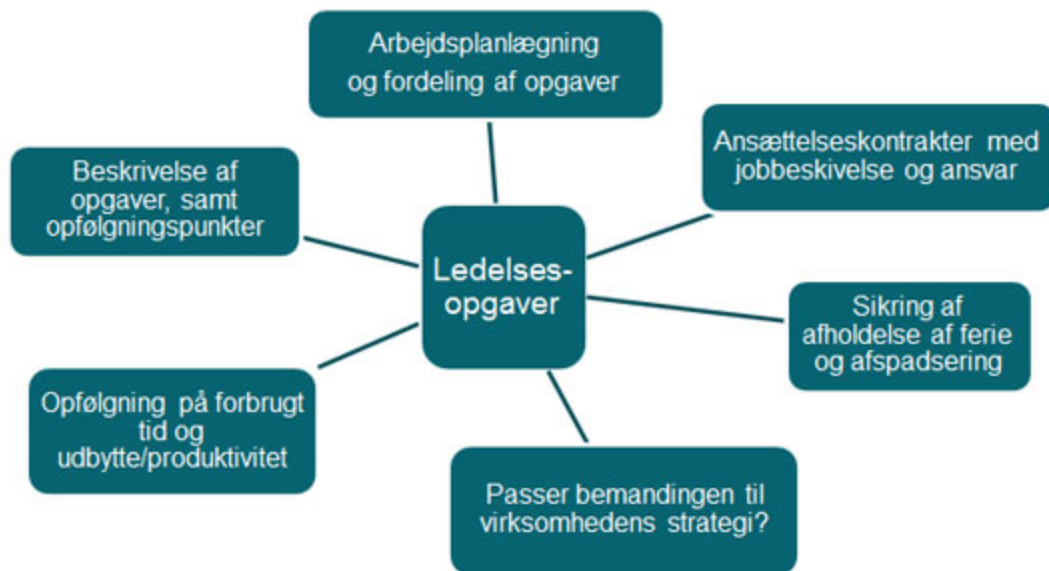 Arbejdsplanlægning
og fordeling af opgaver
Ansættelseskontrakter med
jobbeskivelse og ansvar
Beskrivelse af
opgaver, samt
opfølgningspunkter
Ledelses-
opgaver
Sikring af
afholdelse af ferie
og afspadsering
Opfølgning på forbrugt
tid og
udbytte/produktivitet
Passer bemandingen til
virksomhedens strategi?